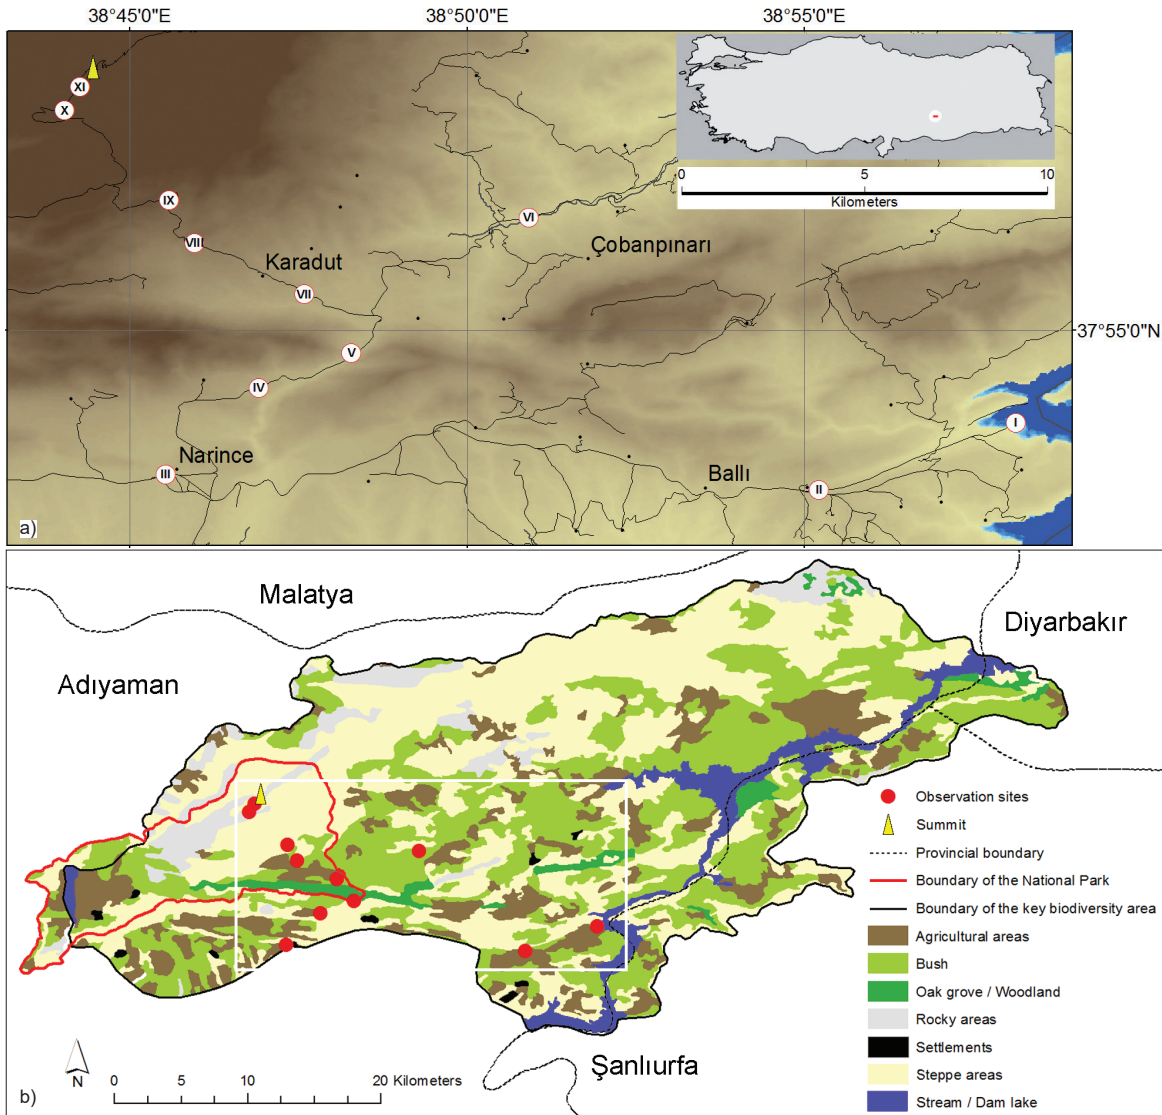 38°45'0"E
38°50'0"E
38°55'0"E
XI
X
0 5 10
Kilometers
IX
VI
VIII
Çobanpınarı
Karadut
VII
37°55'0"N
V
IV
I
Narince
III
Ballı
II
a)
Malatya
Diyarbakır
Adıyaman
Observation sites
Summit
Provincial boundary
Boundary of the National Park
Boundary of the key biodiversity area
Agricultural areas
Bush
Oak grove / Woodland
Rocky areas
Settlements
Steppe areas
Stream / Dam lake
Şanlıurfa
N
0 5 10 20 Kilometers
b)